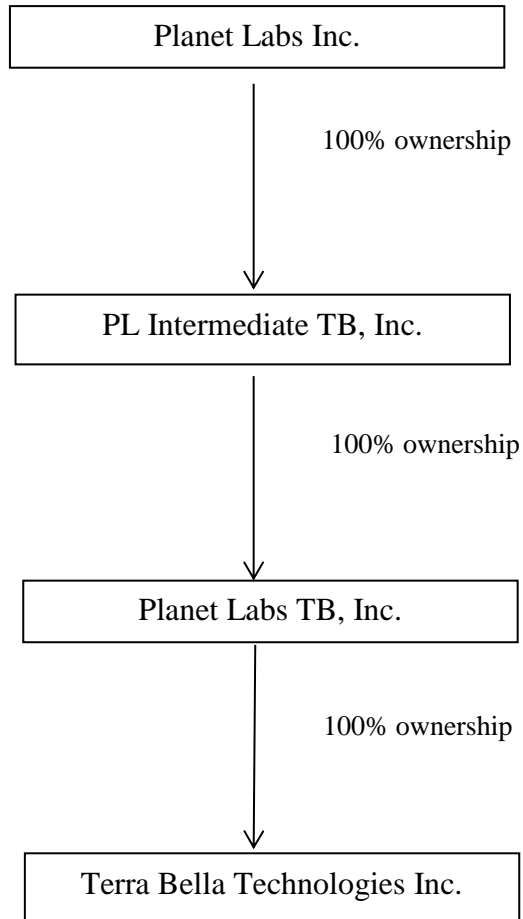 Planet Labs Inc.
100% ownership
PL Intermediate TB, Inc.
100% ownership
Planet Labs TB, Inc.
100% ownership
Terra Bella Technologies Inc.